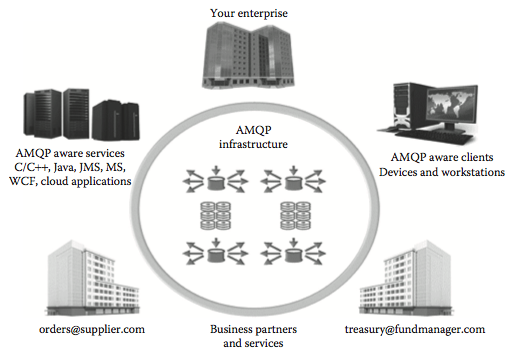 Your enterprise
AMQP
infrastructure
AMQP aware services
C/C++, Java, JMS, MS,
WCF, cloud applications
AMQP aware clients
Devices and workstations
orders@supplier.com
Business partners
and services
treasury@fundmanager.com